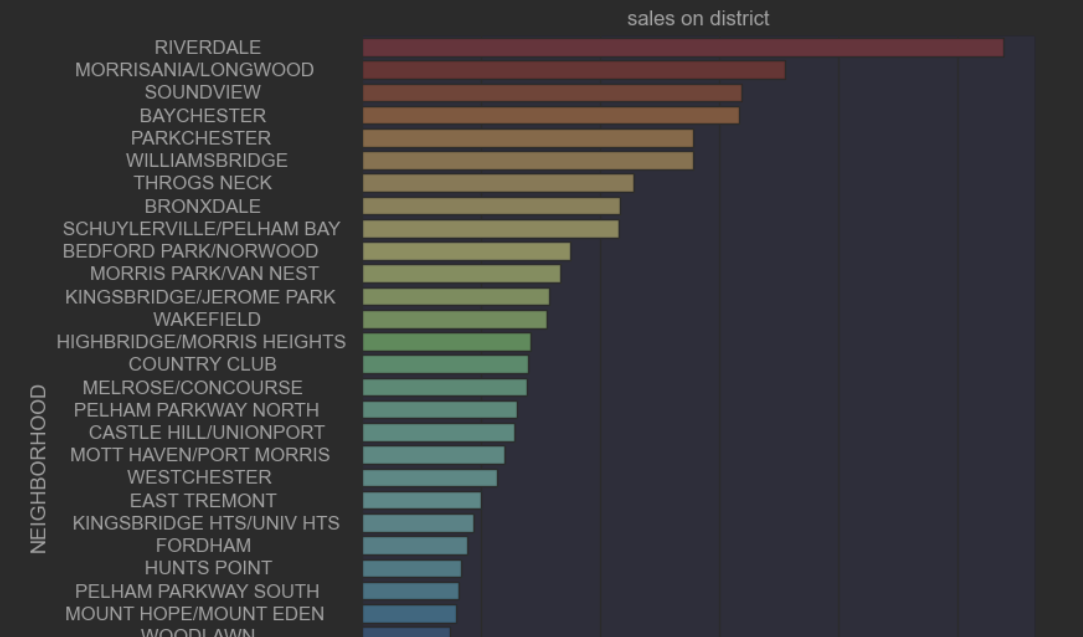 sales on district
RIVERDALE
MORRISANIA/LONGWOOD
SOUNDVIEW
BAYCHESTER
PARKCHESTER
WILLIAMSBRIDGE
THROGS NECK
BRONXDALE
SCHUYLERVILLE/PELHAM BAY
BEDFORD PARK/NORWOOD
MORRIS PARK/VAN NEST
KINGSBRIDGE/JEROME PARK
WAKEFIELD
HIGHBRIDGE/MORRIS HEIGHTS
COUNTRY CLUB
MELROSE/CONCOURSE
PELHAM PARKWAY NORTH
CASTLE HILL/UNIONPORT
MOTT HAVEN/PORT MORRIS
WESTCHESTER
EAST TREMONT
KINGSBRIDGE HTS/UNIV HTS
FORDHAM
HUNTS POINT
PELHAM PARKWAY SOUTH
MOUNT HOPE/MOUNT EDEN
WOODLAWN
NEIGHBORHOOD